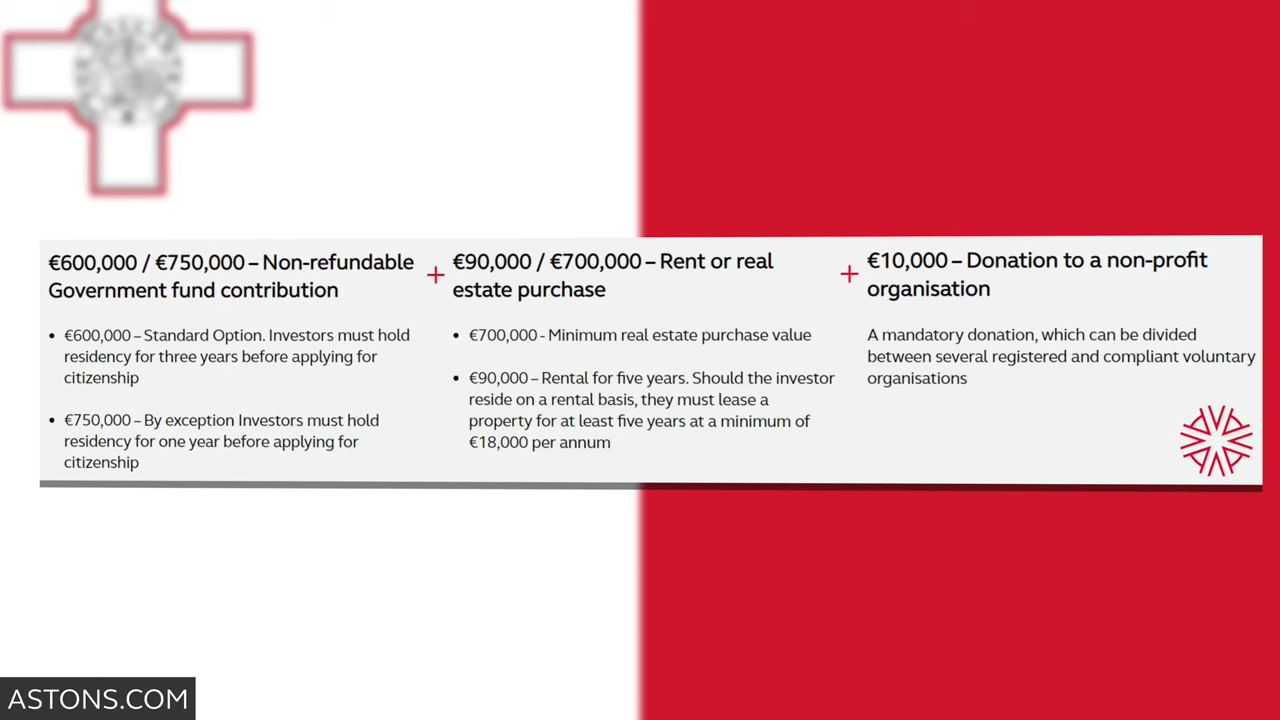 €600,000 / €750,000 – Non-refundable
Government fund contribution
• €600,000 – Standard Option. Investors must hold
residency for three years before applying for
citizenship
• €750,000 – By exception Investors must hold
residency for one year before applying for
citizenship
+
€90,000 / €700,000 – Rent or real
estate purchase
• €700,000 - Minimum real estate purchase value
• €90,000 – Rental for five years. Should the investor
reside on a rental basis, they must lease a
property for at least five years at a minimum of
€18,000 per annum
+
€10,000 – Donation to a non-profit
organisation
A mandatory donation, which can be divided
between several registered and compliant voluntary
organisations
ASTONS.COM